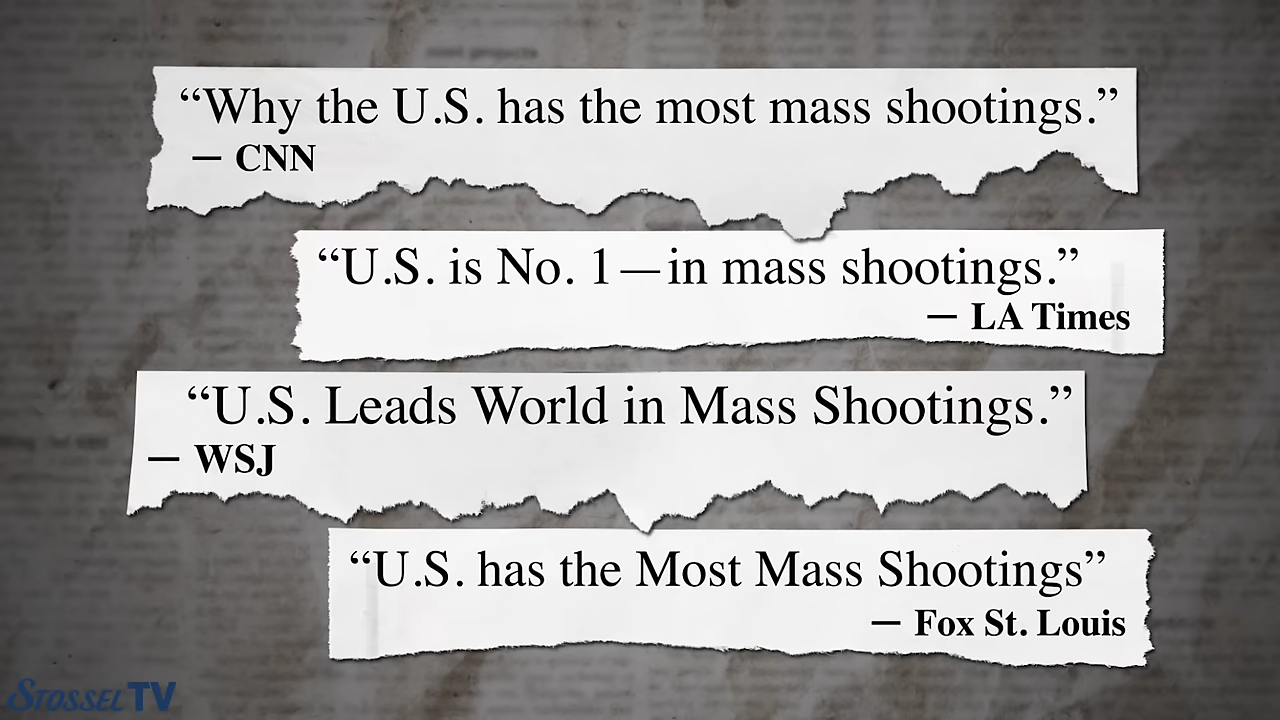 “Why the U.S. has the most mass shootings.”
— CNN
“U.S. is No. 1—in mass shootings.”
— LA Times
“U.S. Leads World in Mass Shootings.”
— WSJ
“U.S. has the Most Mass Shootings”
— Fox St. Louis
STOSSEL TV